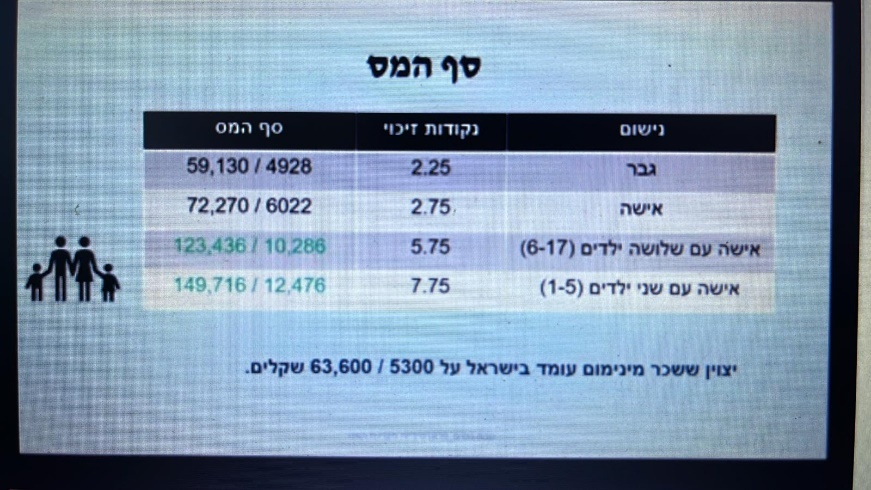 סף המס
נישום נקודות זיכוי סף המס
גבר 2.25 59,130 / 4928
אישה 2.75 72,270 / 6022
אישה עם שלושה ילדים (6-17) 5.75 123,436 / 10,286
אישה עם שני ילדים (1-5) 7.75 149,716 / 12,476
יצוין ששכר מינימום עומד בישראל על 5300 / 63,600 שקלים.